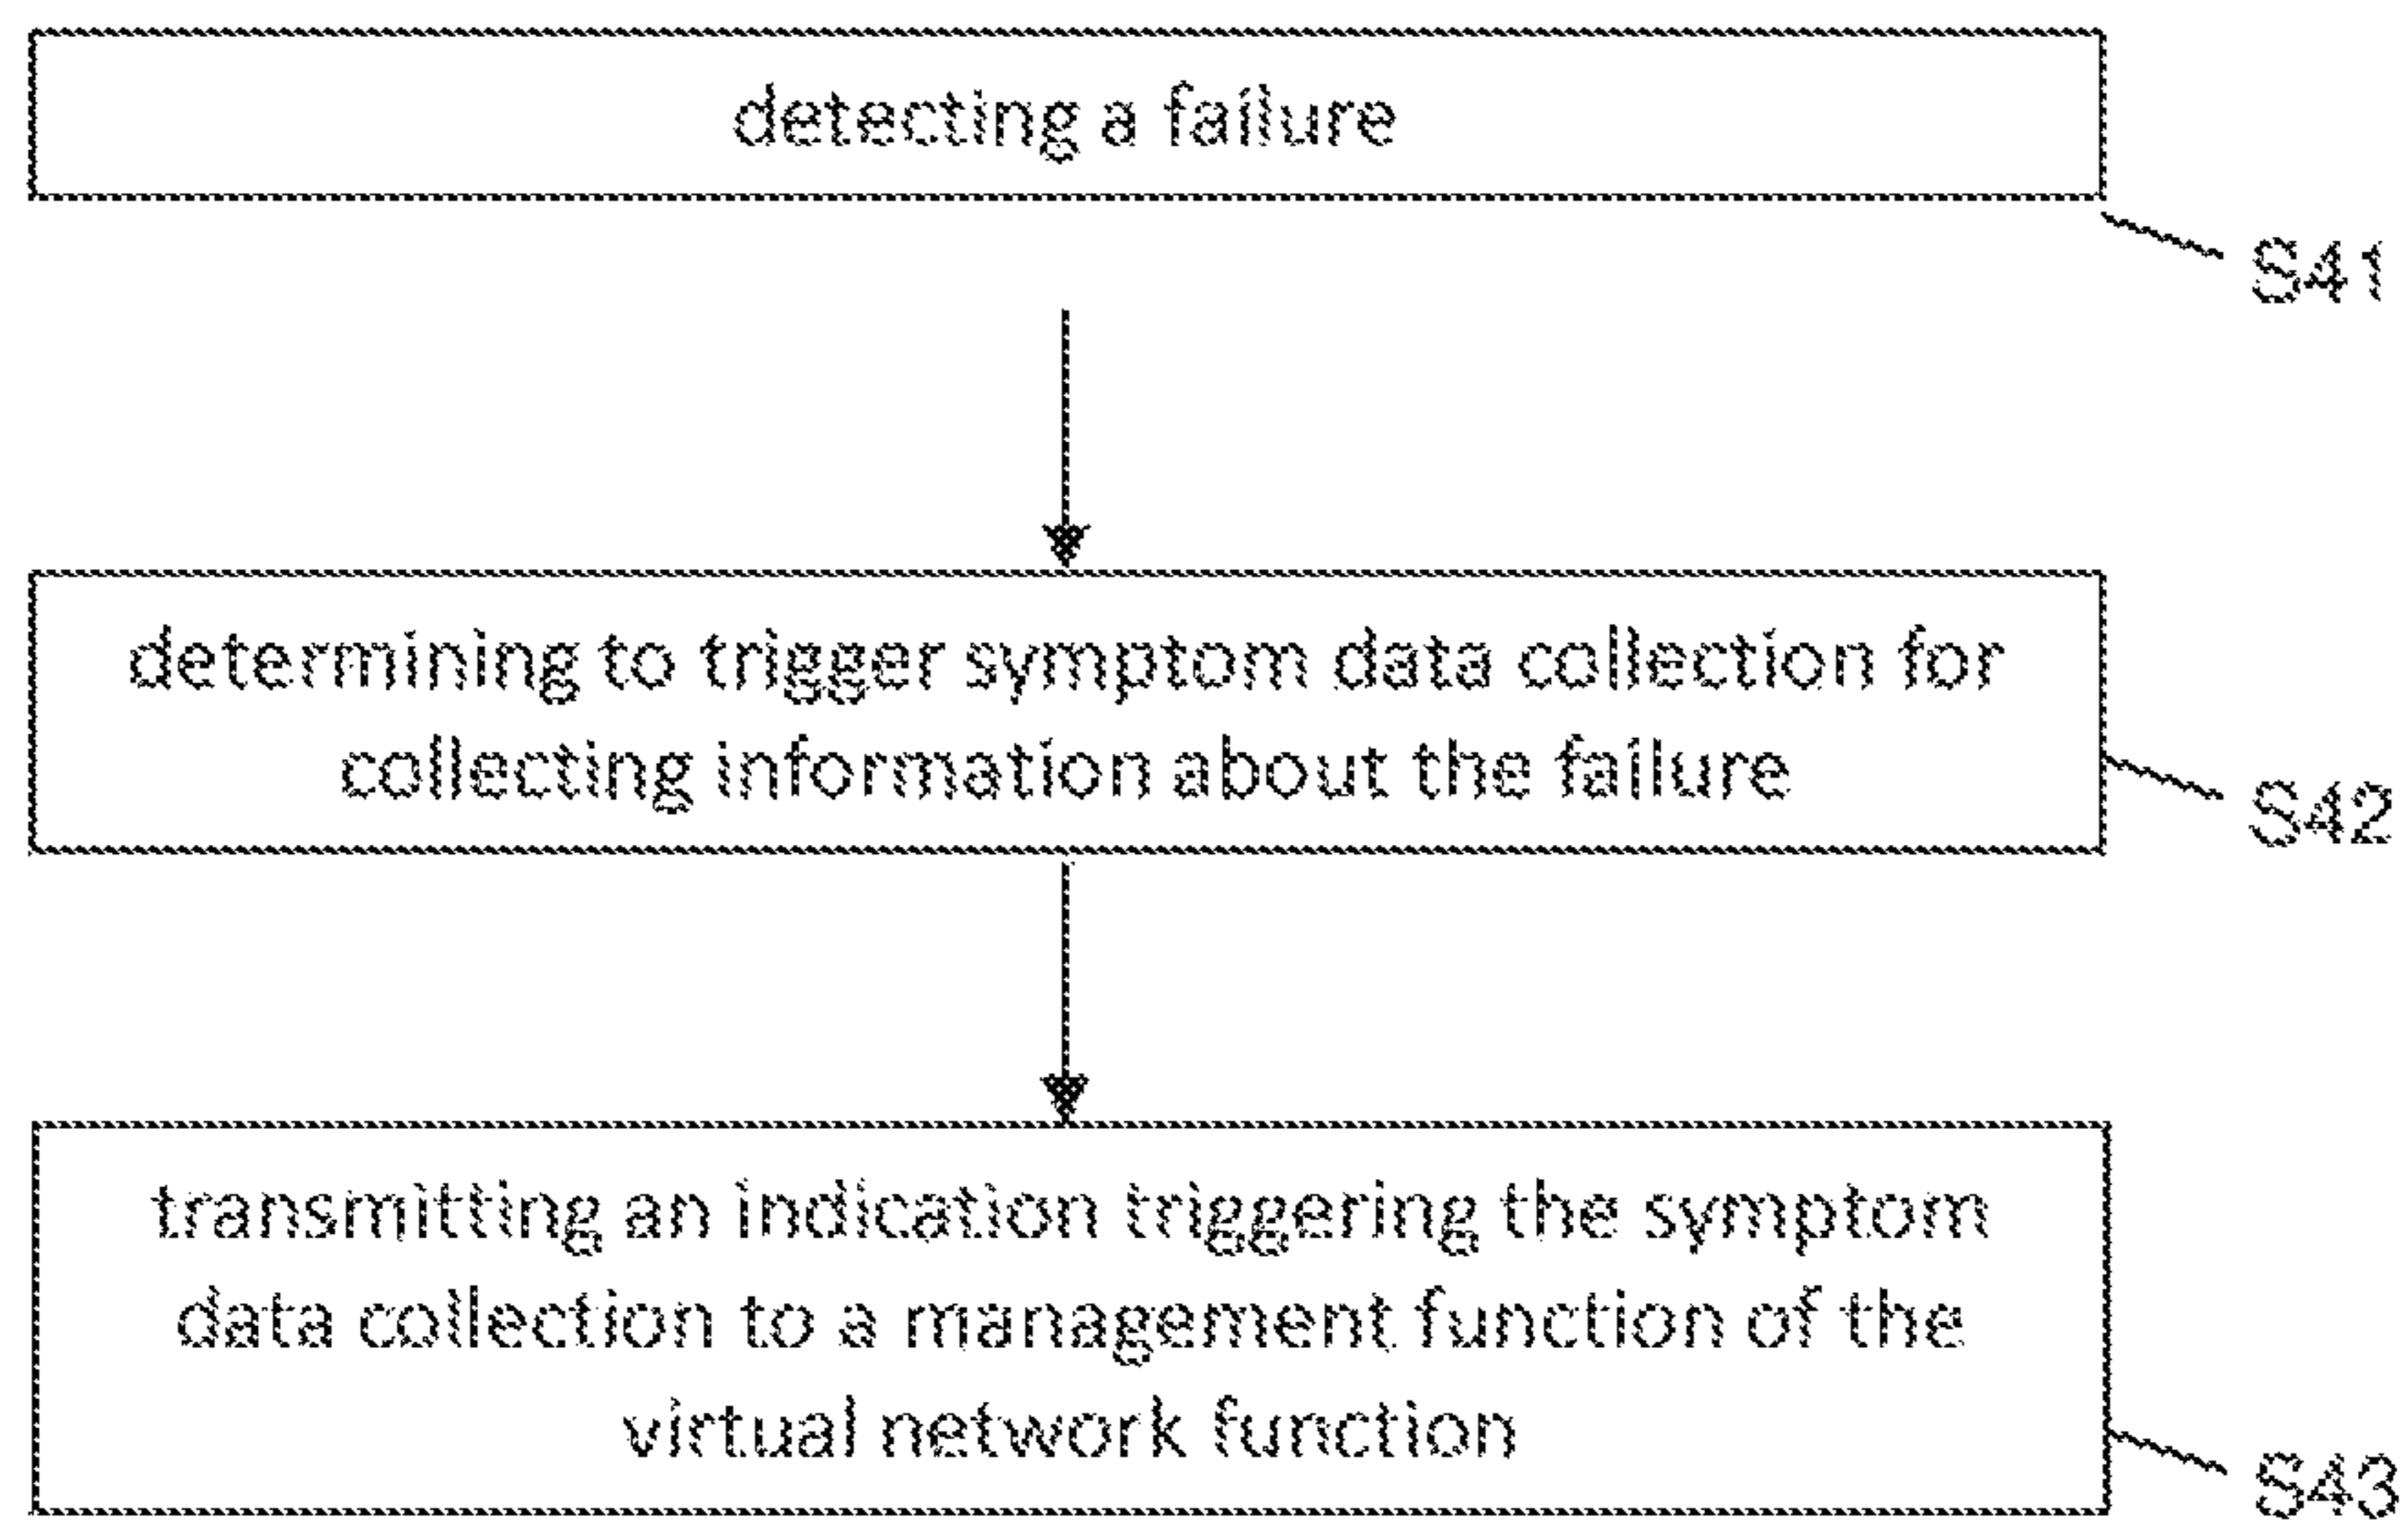 detecting a failure
S41
determining to trigger symptom data collection for
collecting information about the failure
S42
transmitting an indication triggering the symptom
data collection to a management function of the
virtual network function
S43